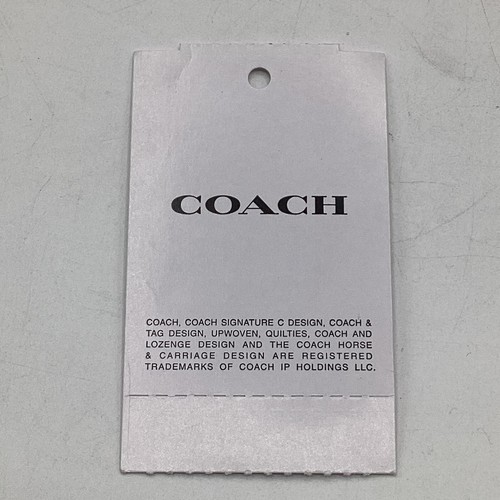 COACH
COACH, COACH SIGNATURE C DESIGN, COACH &
TAG DESIGN, UPWOVEN, QUILTIES, COACH AND
LOZENGE DESIGN AND THE COACH HORSE
& CARRIAGE DESIGN ARE REGISTERED
TRADEMARKS OF COACH IP HOLDINGS LLC.